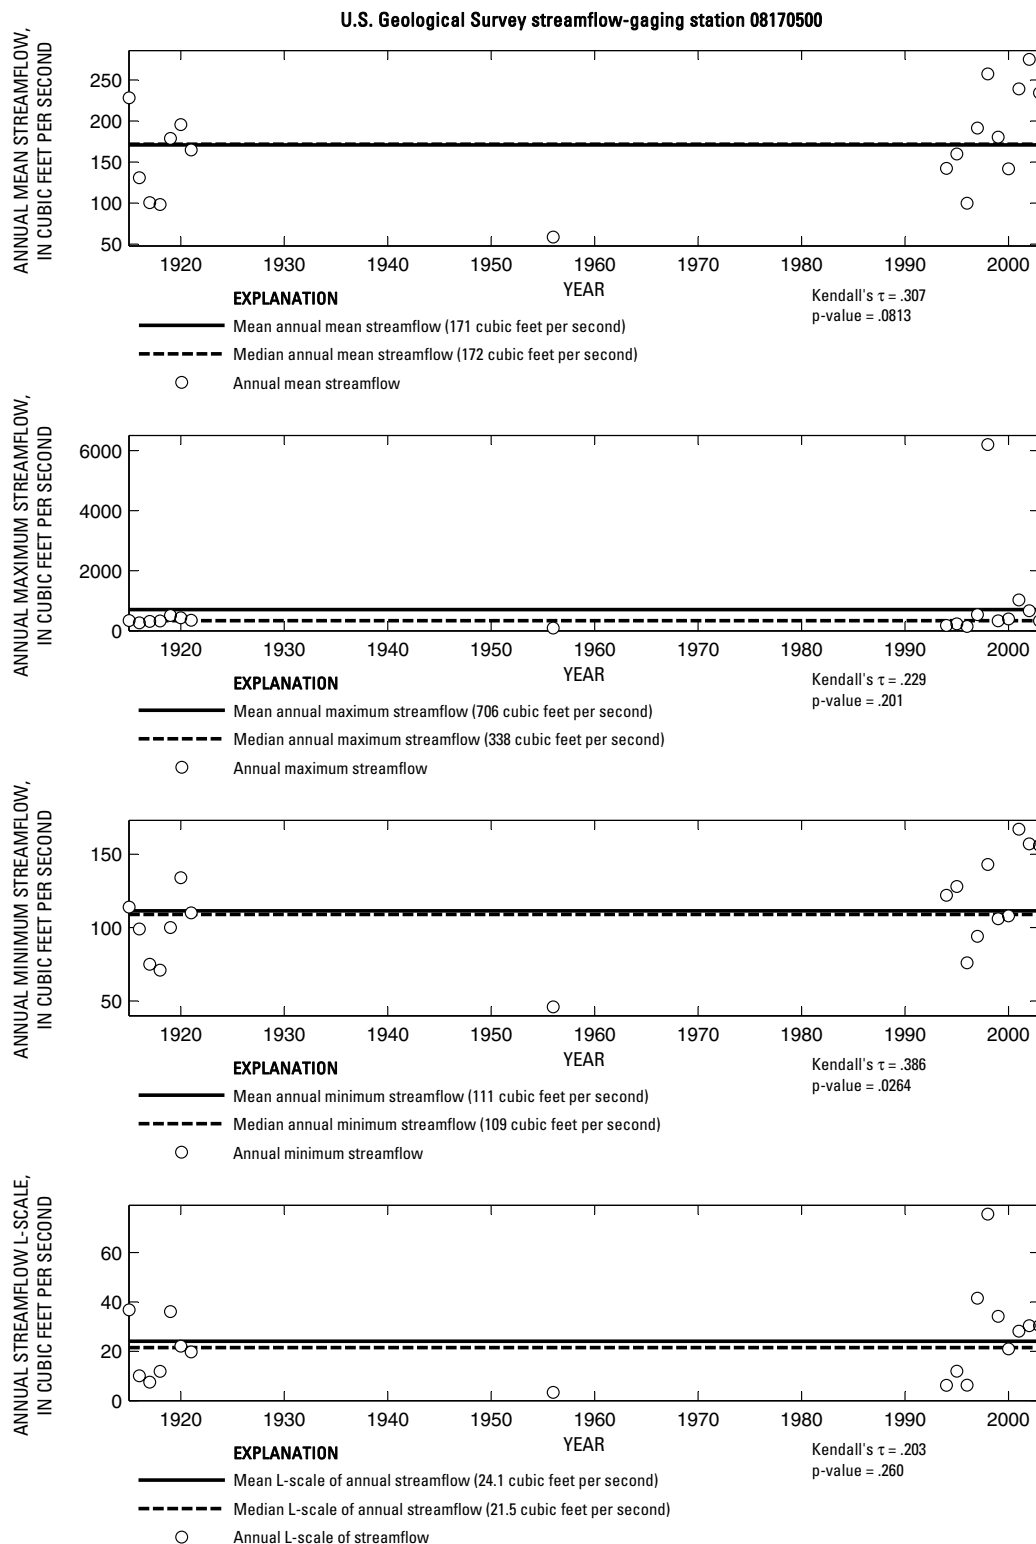 U.S. Geological Survey streamflow-gaging station 08170500
ANNUAL MEAN STREAMFLOW,
IN CUBIC FEET PER SECOND
250
200
150
100
50
1920 1930 1940 1950 1960 1970 1980 1990 2000
YEAR
Kendall's τ = .307
p-value = .0813
EXPLANATION
Mean annual mean streamflow (171 cubic feet per second)
Median annual mean streamflow (172 cubic feet per second)
Annual mean streamflow
ANNUAL MAXIMUM STREAMFLOW,
IN CUBIC FEET PER SECOND
6000
4000
2000
0
1920 1930 1940 1950 1960 1970 1980 1990 2000
YEAR
Kendall's τ = .229
p-value = .201
EXPLANATION
Mean annual maximum streamflow (706 cubic feet per second)
Median annual maximum streamflow (338 cubic feet per second)
Annual maximum streamflow
ANNUAL MINIMUM STREAMFLOW,
IN CUBIC FEET PER SECOND
150
100
50
1920 1930 1940 1950 1960 1970 1980 1990 2000
YEAR
Kendall's τ = .386
p-value = .0264
EXPLANATION
Mean annual minimum streamflow (111 cubic feet per second)
Median annual minimum streamflow (109 cubic feet per second)
Annual minimum streamflow
ANNUAL STREAMFLOW L-SCALE,
IN CUBIC FEET PER SECOND
60
40
20
0
1920 1930 1940 1950 1960 1970 1980 1990 2000
YEAR
Kendall's τ = .203
p-value = .260
EXPLANATION
Mean L-scale of annual streamflow (24.1 cubic feet per second)
Median L-scale of annual streamflow (21.5 cubic feet per second)
Annual L-scale of streamflow